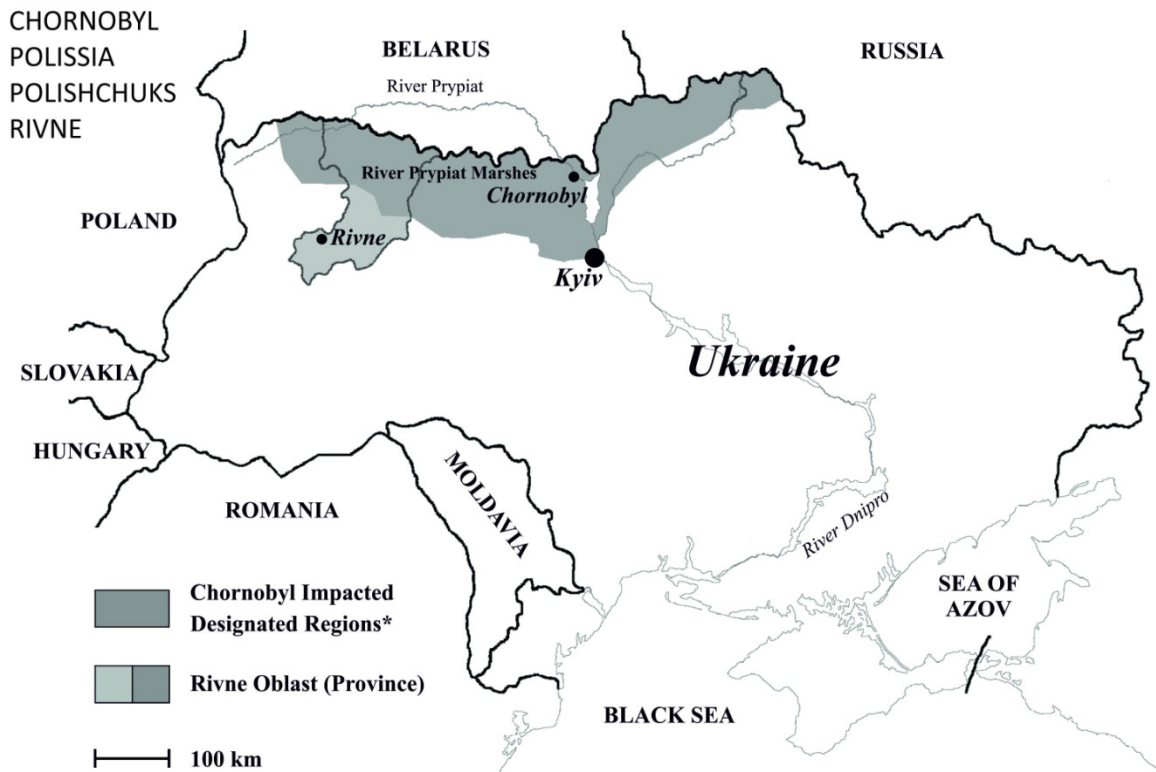 CHORNOBYL
POLISSIA
POLISHCHUKS
RIVNE
BELARUS
RUSSIA
River Prypiat
River Prypiat Marshes
Chornobyl
POLAND
Rivne
Kyiv
Ukraine
SLOVAKIA
HUNGARY
MOLDAVIA
ROMANIA
River Dnipro
Chornobyl Impacted
Designated Regions*
SEA OF
AZOV
Rivne Oblast (Province)
BLACK SEA
100 km